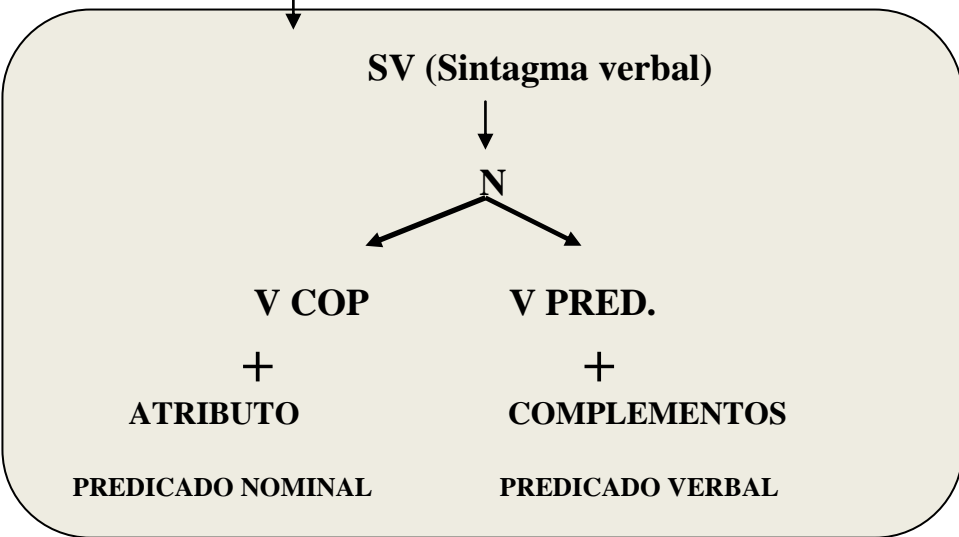 SV (Sintagma verbal)
N
V COP V PRED.
+ +
ATRIBUTO COMPLEMENTOS
PREDICADO NOMINAL PREDICADO VERBAL